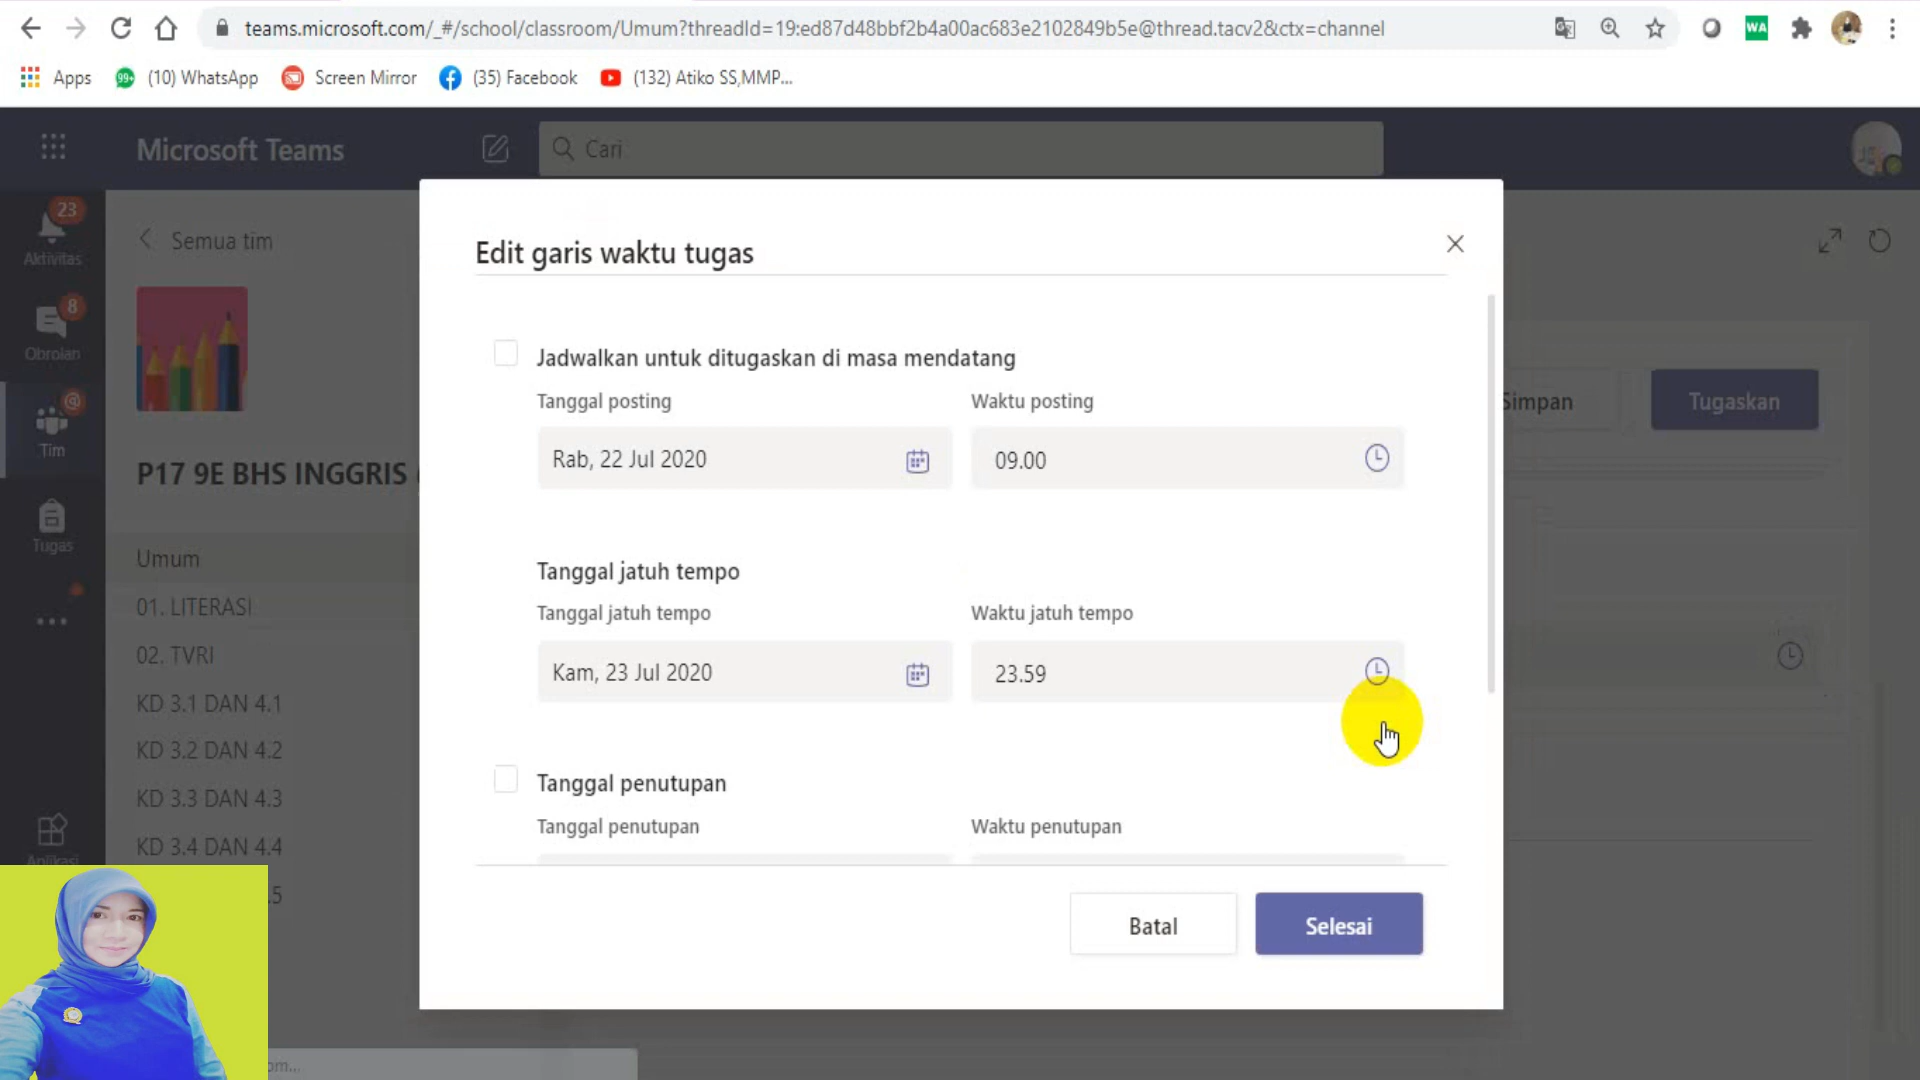 teams.microsoft.com/_#/school/classroom/Umum?threadId=19:ed87d48bbf2b4a00ac683e2102849b5e@thread.tacv2&ctx=channel
WA
Apps
99+
(10) WhatsApp
Screen Mirror
(35) Facebook
(132) Atiko SS,MMP...
Microsoft Teams
Cari
23
Aktivitas
8
Obrolan
@
Tim
Tugas
Aplikasi
Semua tim
P17 9E BHS INGGRIS
Umum
01. LITERASI
02. TVRI
KD 3.1 DAN 4.1
KD 3.2 DAN 4.2
KD 3.3 DAN 4.3
KD 3.4 DAN 4.4
.5
Simpan
Tugaskan
Edit garis waktu tugas
Jadwalkan untuk ditugaskan di masa mendatang
Tanggal posting
Waktu posting
Rab, 22 Jul 2020
09.00
Tanggal jatuh tempo
Tanggal jatuh tempo
Waktu jatuh tempo
Kam, 23 Jul 2020
23.59
Tanggal penutupan
Tanggal penutupan
Waktu penutupan
Batal
Selesai
om...